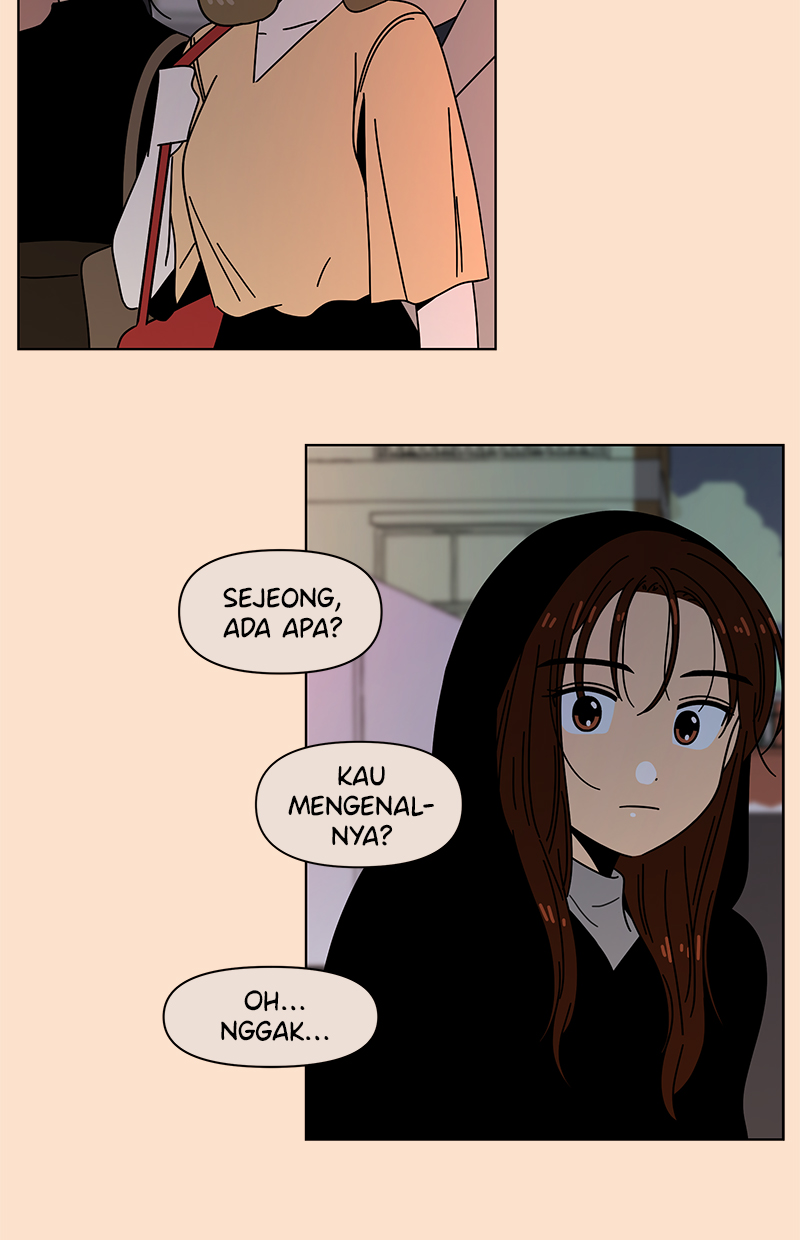 SEJEONG,
ADA APA?
KAU
MENGENAL-
NYA?
OH...
NGGAK...